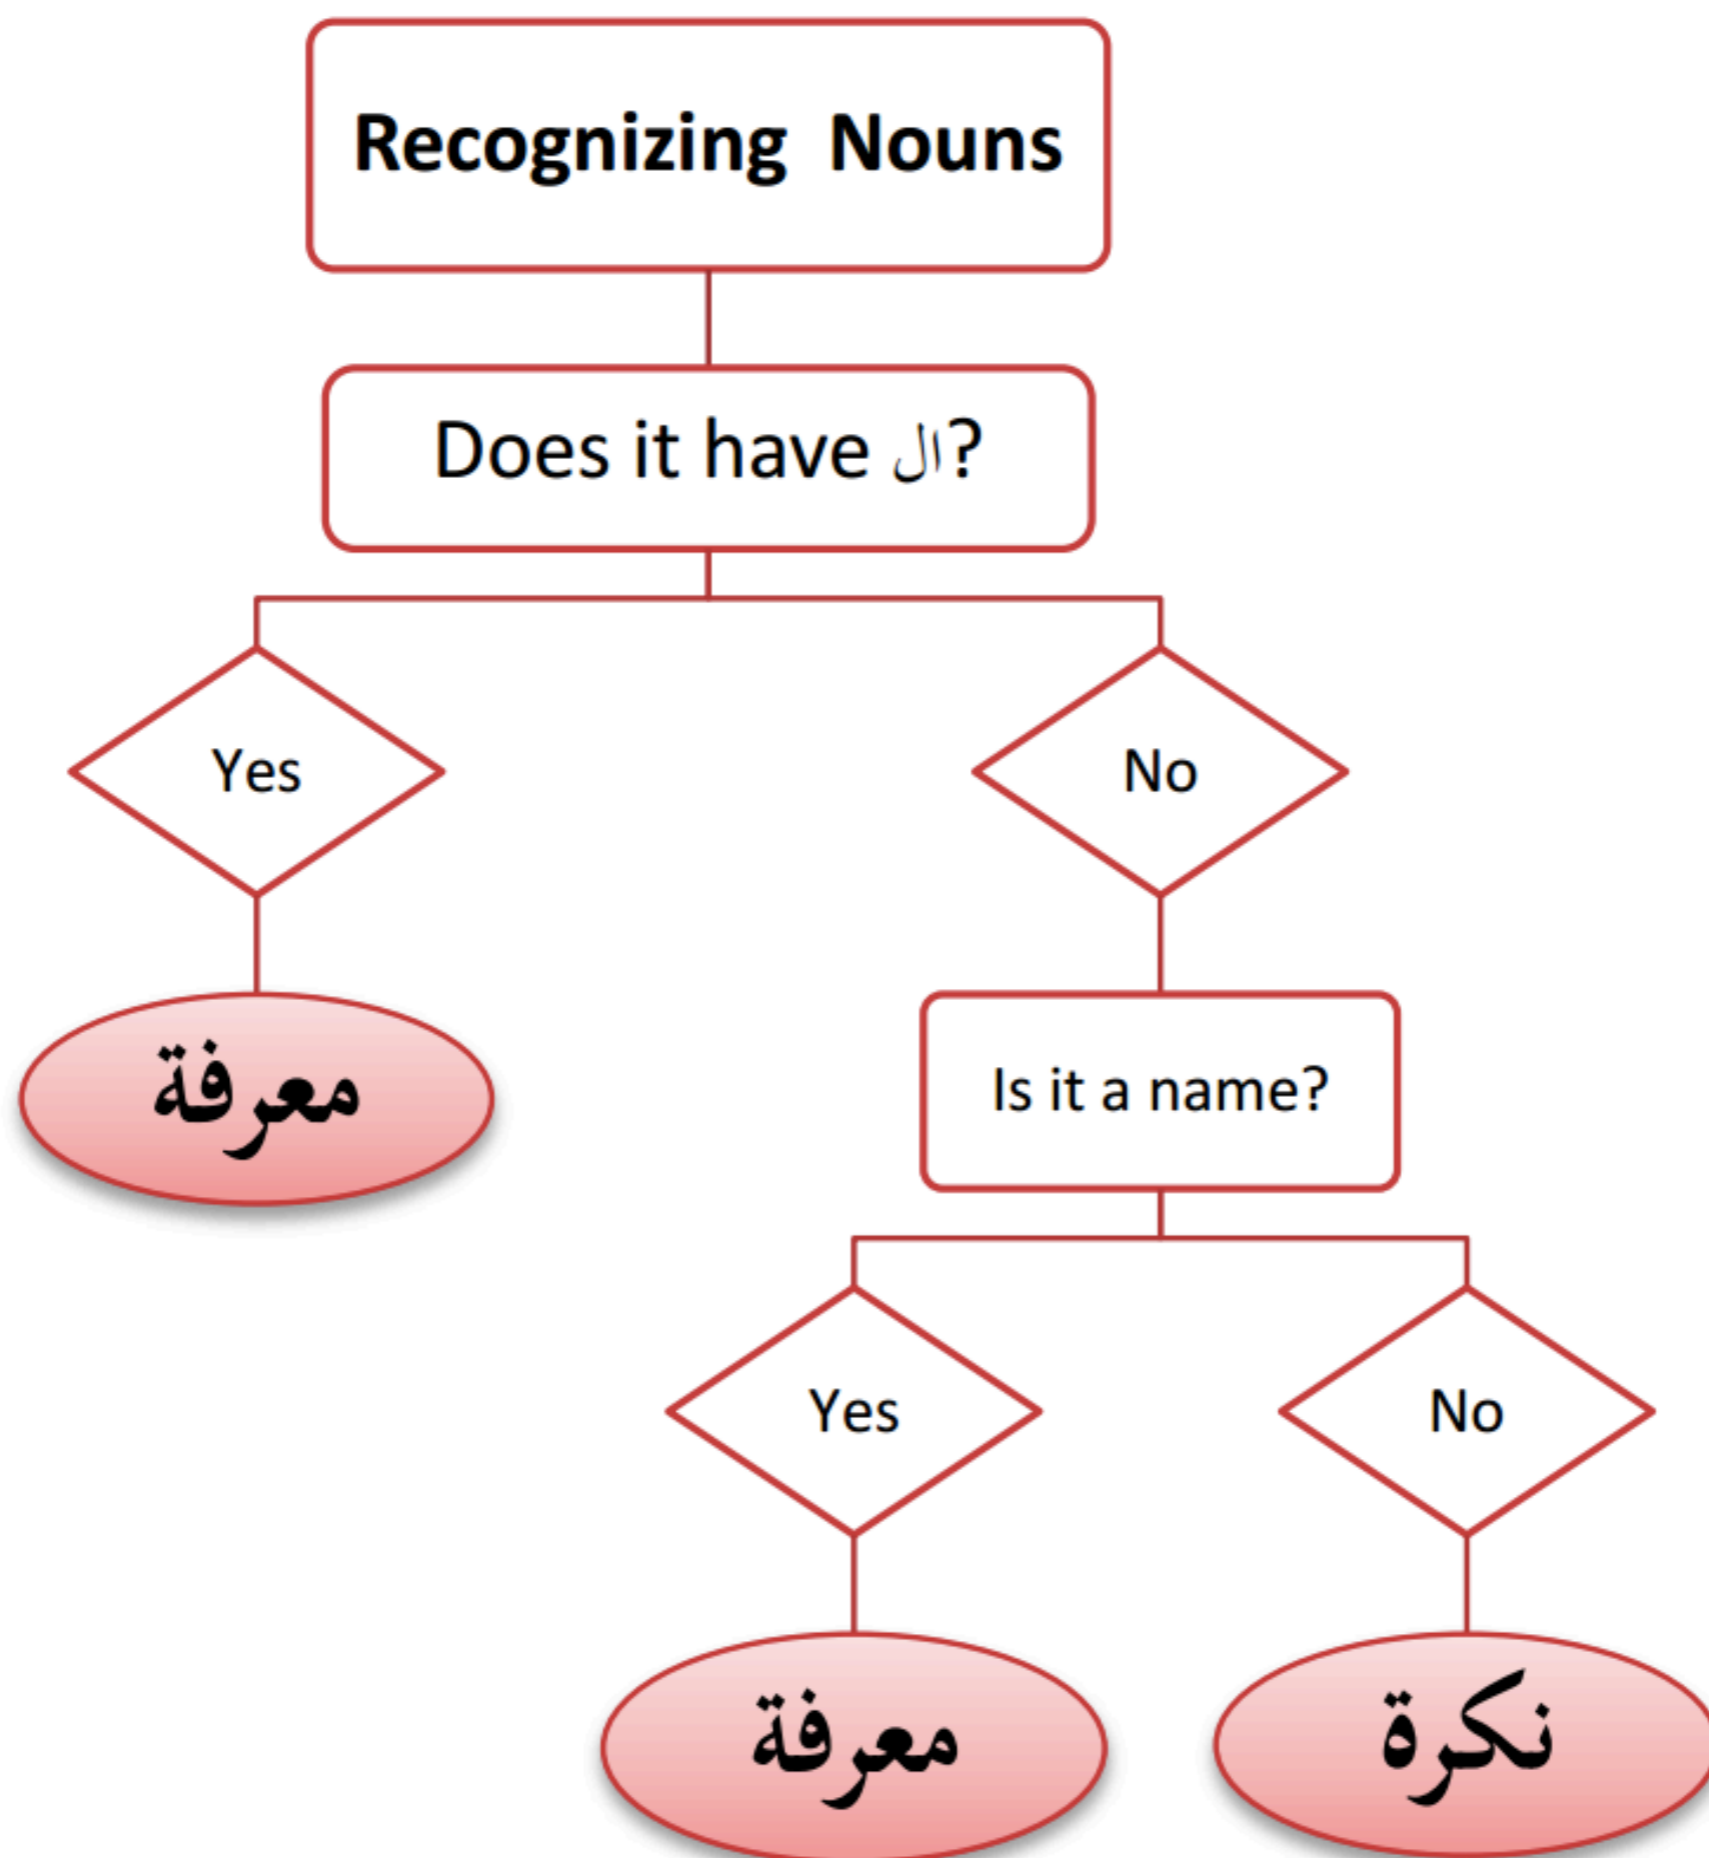 Recognizing Nouns
Does it have ال?
Yes
No
معرفة
Is it a name?
Yes
No
معرفة
نكرة